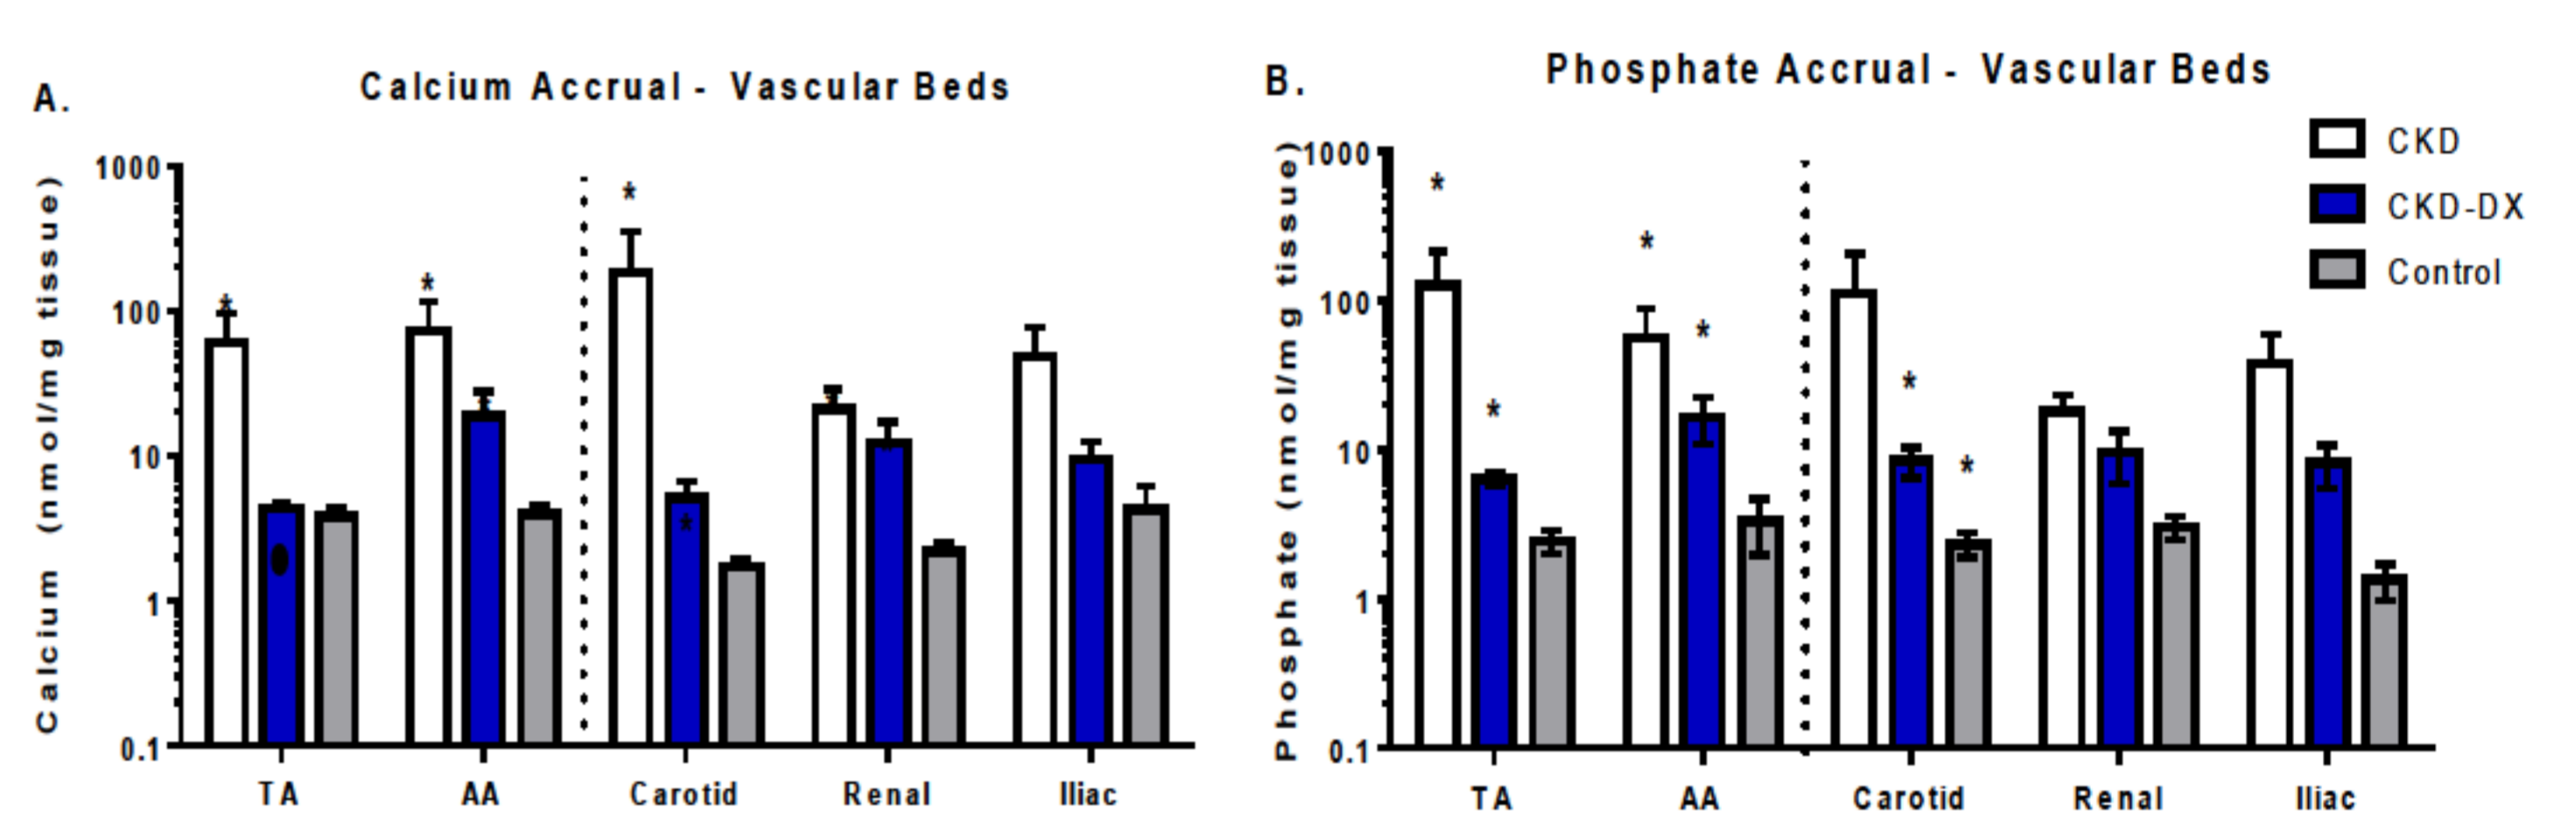 A.
Calcium Accrual - Vascular Beds
Calcium (nmol/mg tissue)
1000
100
10
1
0.1
*
*
*
*
*
TA
AA
Carotid
Renal
Iliac
B.
Phosphate Accrual - Vascular Beds
Phosphate (nmol/mg tissue)
1000
100
10
1
0.1
*
*
*
*
*
*
TA
AA
Carotid
Renal
Iliac
CKD
CKD-DX
Control